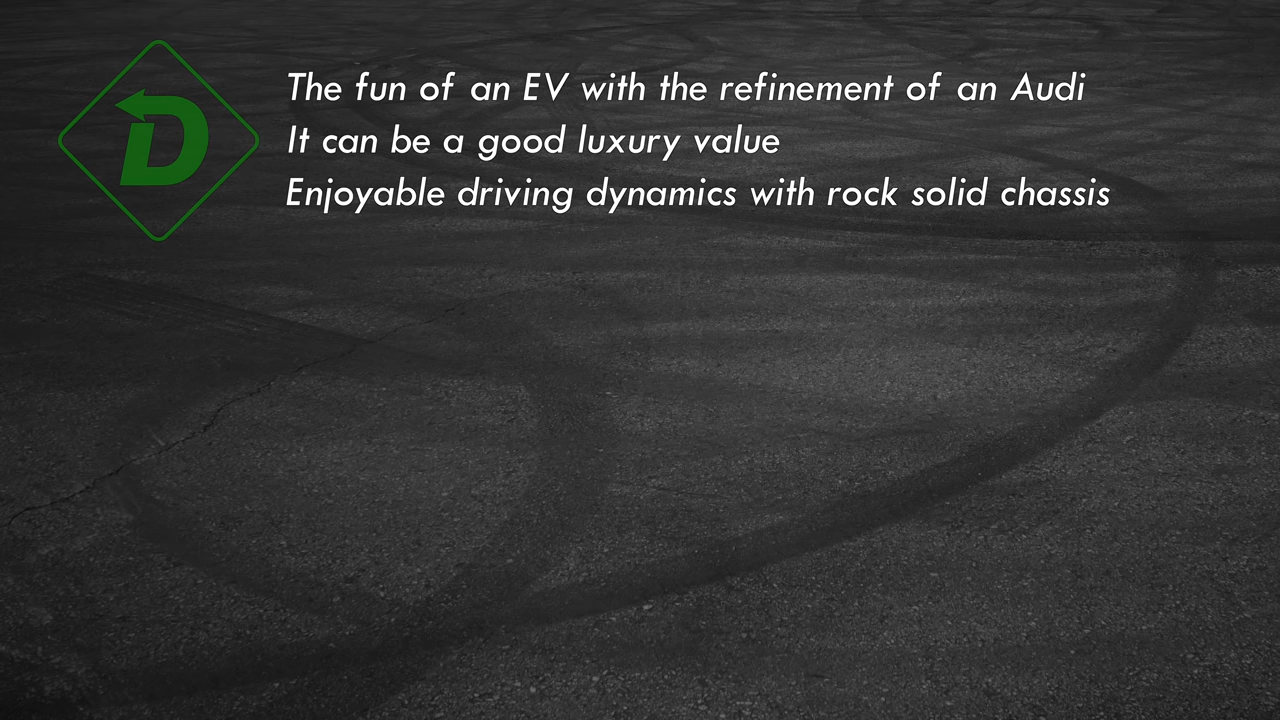 The fun of an EV with the refinement of an Audi
It can be a good luxury value
Enjoyable driving dynamics with rock solid chassis
D